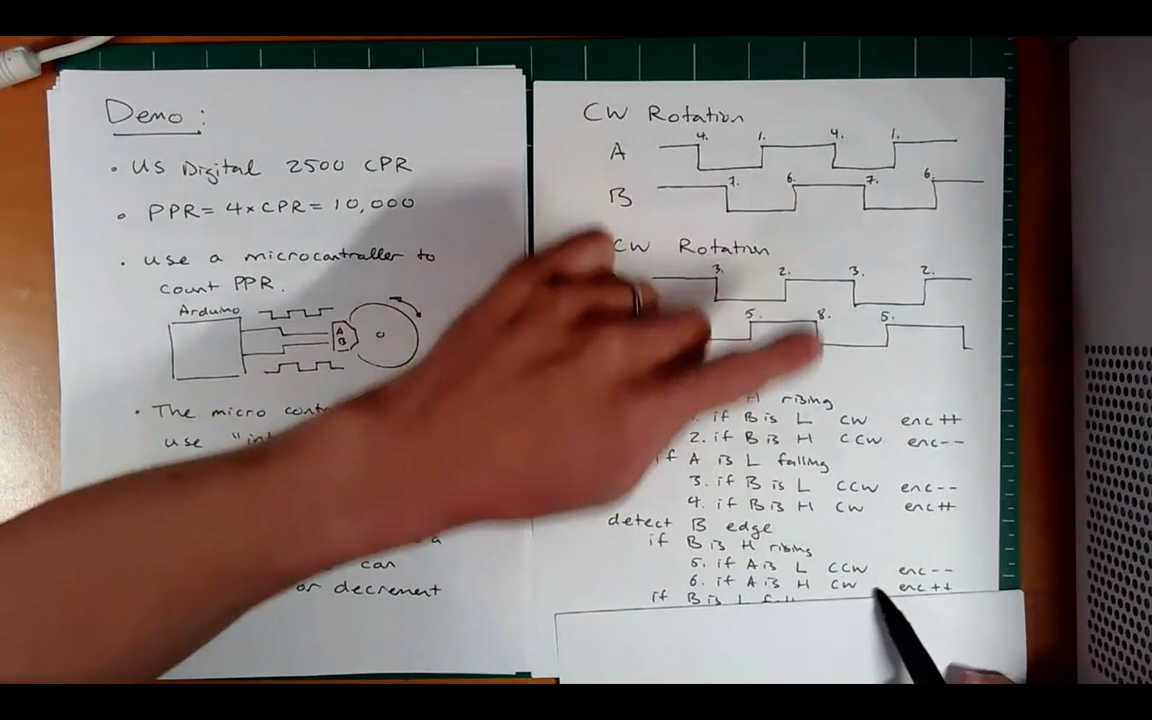 Demo:
• US Digital 2500 CPR
• PPR = 4 x CPR = 10,000
• use a microcontroller to
count PPR.
Arduino
A
B
• The micro
use
a
can
or decrement
CW Rotation
4. 1. 4. 1.
A
7. 6. 7. 6.
B
CW Rotation
3. 2. 3. 2.
5. 8. 5.
H rising
1. if B is L CW enc++
2. if B is H CCW enc--
if A is L falling
3. if B is L CCW enc--
4. if B is H CW enc++
detect B edge
if B is H rising
5. if A is L CCW enc--
6. if A is H CW enc++
if B is L